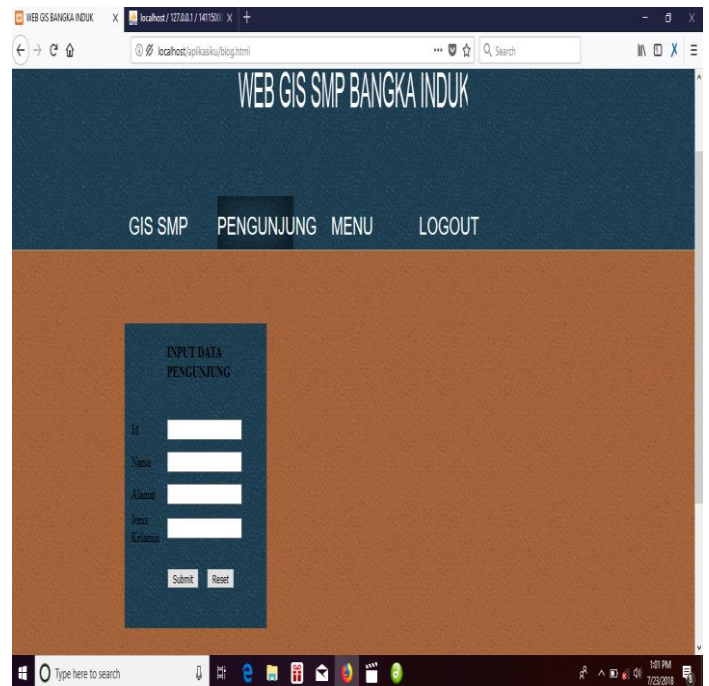 WEB GIS BANGKA INDUK
localhost / 127.0.0.1 / 14115001
localhost/aplikasiku/blog.html
Search
WEB GIS SMP BANGKA INDUK
GIS SMP PENGUNJUNG MENU LOGOUT
INPUT DATA
PENGUNJUNG
Id
Nama
Alamat
Jenis
Kelamin
Submit Reset
Type here to search
1:01 PM
7/23/2018